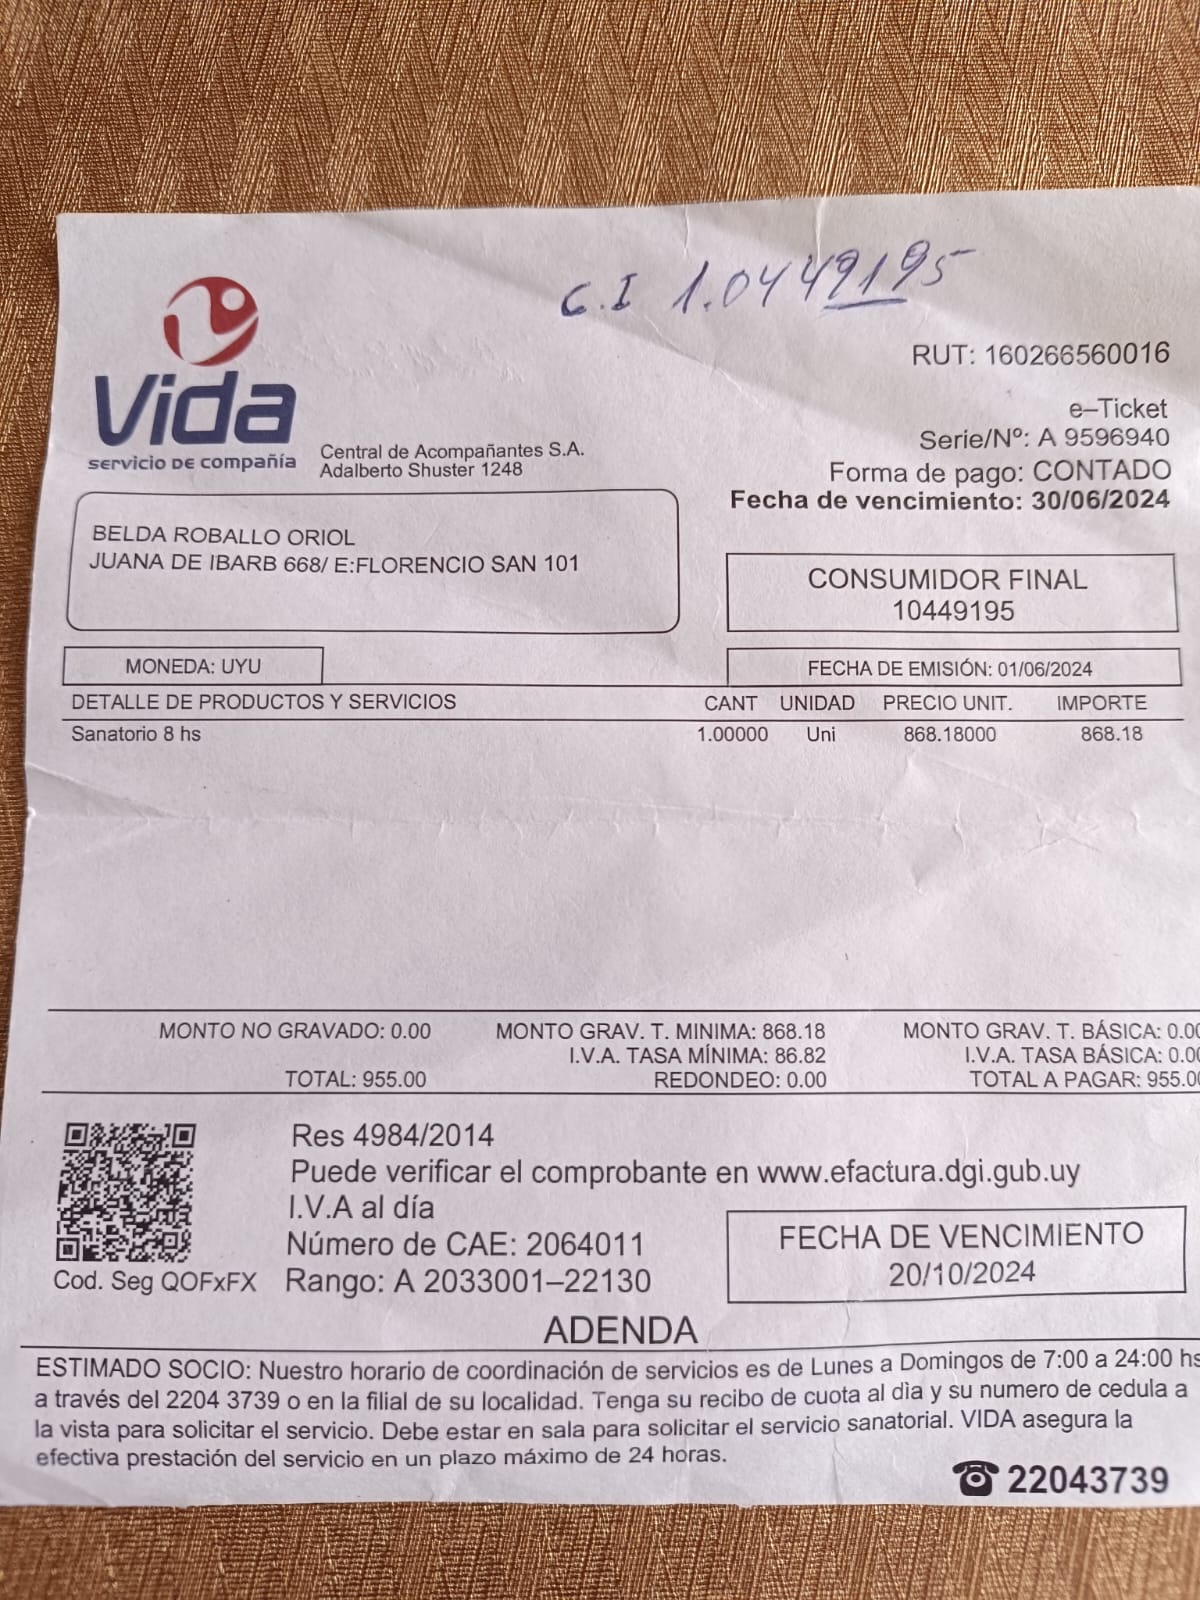 C.I 1.0449195
RUT: 160266560016
Vida
servicio de compañía
Central de Acompañantes S.A.
Adalberto Shuster 1248
e-Ticket
Serie/Nº: A 9596940
Forma de pago: CONTADO
Fecha de vencimiento: 30/06/2024
BELDA ROBALLO ORIOL
JUANA DE IBARB 668/ E:FLORENCIO SAN 101
CONSUMIDOR FINAL
10449195
MONEDA: UYU
FECHA DE EMISIÓN: 01/06/2024
DETALLE DE PRODUCTOS Y SERVICIOS CANT UNIDAD PRECIO UNIT. IMPORTE
Sanatorio 8 hs 1.00000 Uni 868.18000 868.18
MONTO NO GRAVADO: 0.00 MONTO GRAV. T. MINIMA: 868.18 MONTO GRAV. T. BÁSICA: 0.00
I.V.A. TASA MÍNIMA: 86.82 I.V.A. TASA BÁSICA: 0.00
TOTAL: 955.00 REDONDEO: 0.00 TOTAL A PAGAR: 955.00
Res 4984/2014
Puede verificar el comprobante en www.efactura.dgi.gub.uy
I.V.A al día
Número de CAE: 2064011
Cod. Seg QOFxFX Rango: A 2033001–22130
FECHA DE VENCIMIENTO
20/10/2024
ADENDA
ESTIMADO SOCIO: Nuestro horario de coordinación de servicios es de Lunes a Domingos de 7:00 a 24:00 hs
a través del 2204 3739 o en la filial de su localidad. Tenga su recibo de cuota al dìa y su numero de cedula a
la vista para solicitar el servicio. Debe estar en sala para solicitar el servicio sanatorial. VIDA asegura la
efectiva prestación del servicio en un plazo máximo de 24 horas.
22043739